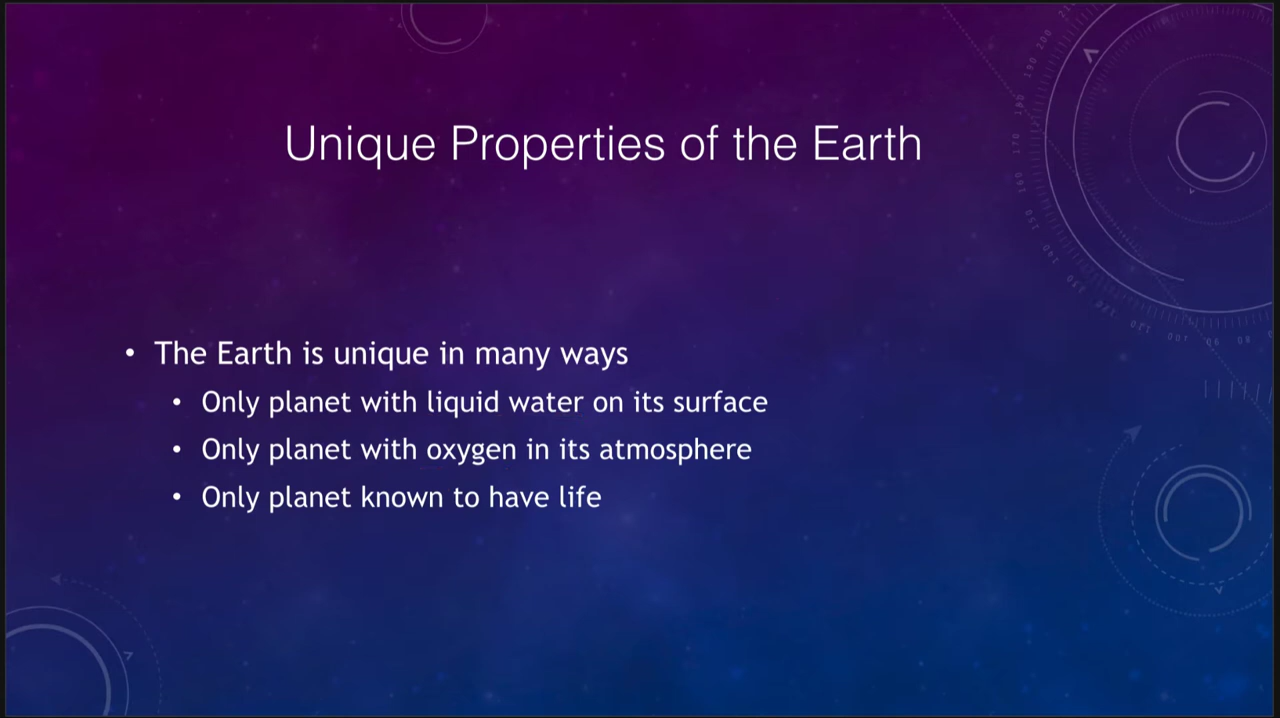 Unique Properties of the Earth
• The Earth is unique in many ways
• Only planet with liquid water on its surface
• Only planet with oxygen in its atmosphere
• Only planet known to have life